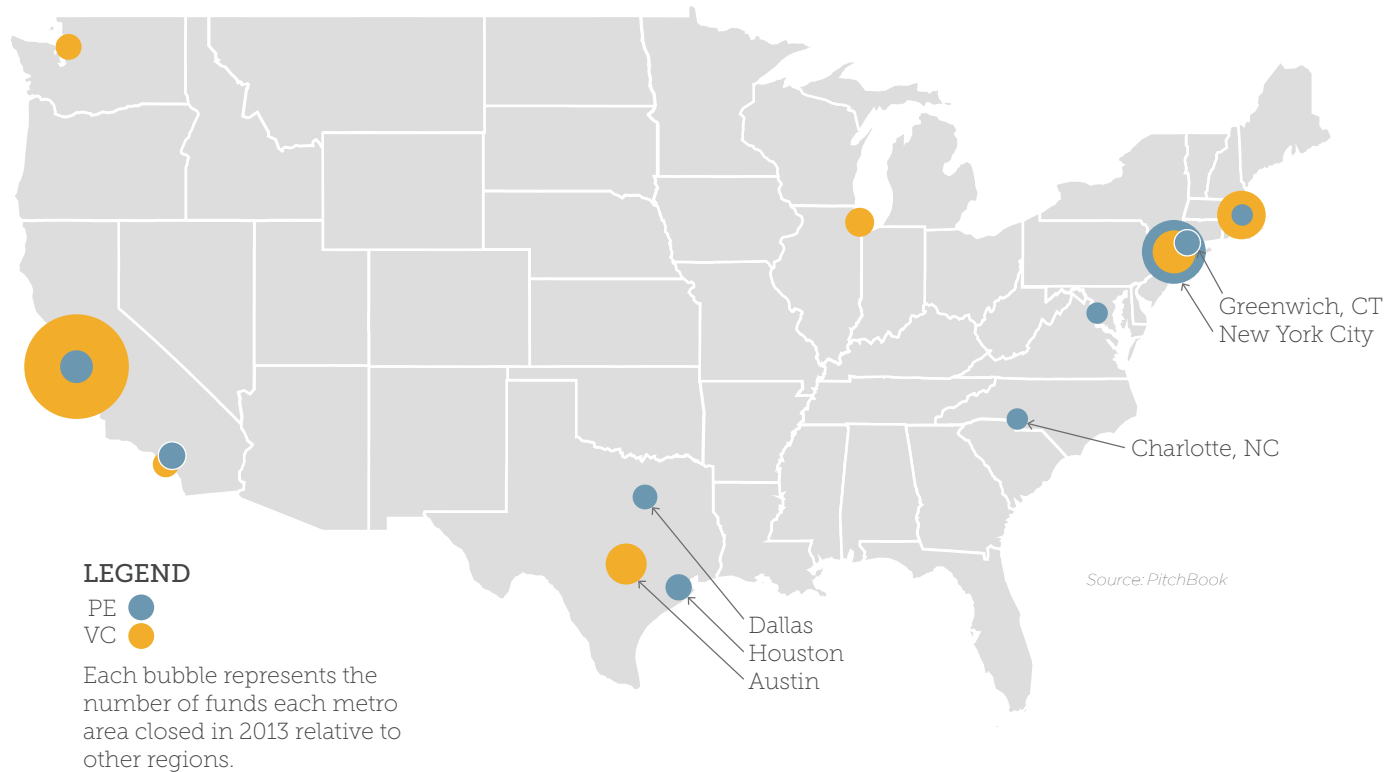 Greenwich, CT
New York City
Charlotte, NC
Source: PitchBook
Dallas
Houston
Austin
LEGEND
PE
VC
Each bubble represents the
number of funds each metro
area closed in 2013 relative to
other regions.